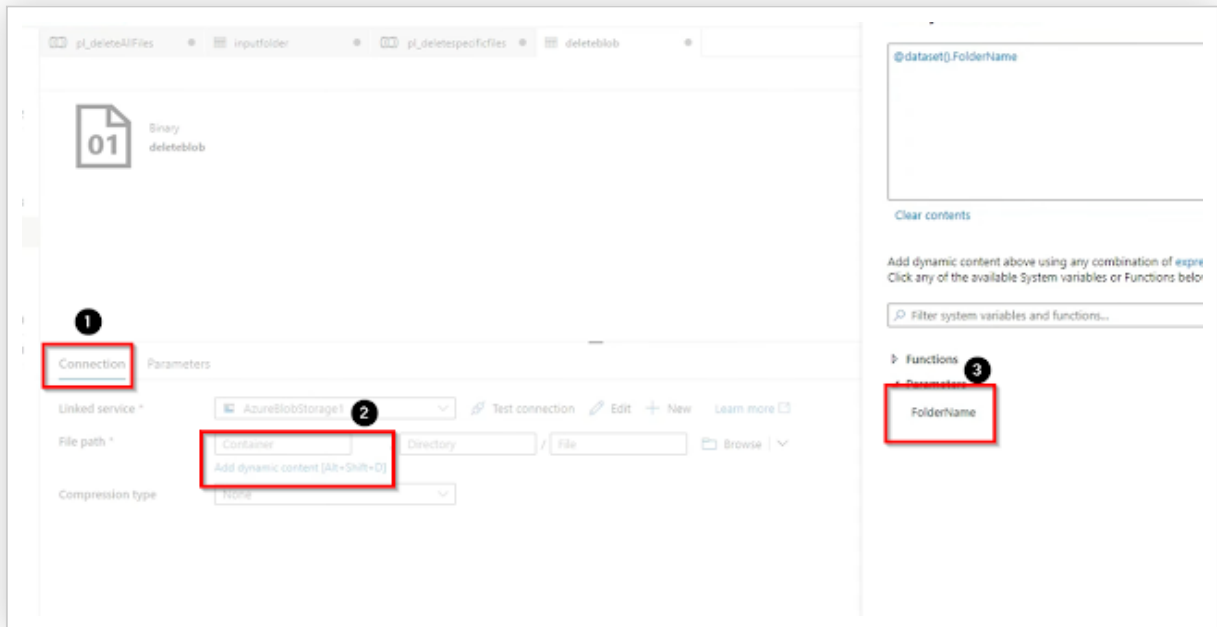 pl_deleteAllFiles inputfolder pl_deletespecificfiles deleteblob
01
Binary
deleteblob
1
Connection Parameters
Linked service * AzureBlobStorage1 Test connection Edit New Learn more
2
File path * Container Directory / File Browse
Add dynamic content [Alt+Shift+D]
Compression type None
@dataset().FolderName
Clear contents
Add dynamic content above using any combination of expre
Click any of the available System variables or Functions belo
Filter system variables and functions...
Functions
3
Parameters
FolderName